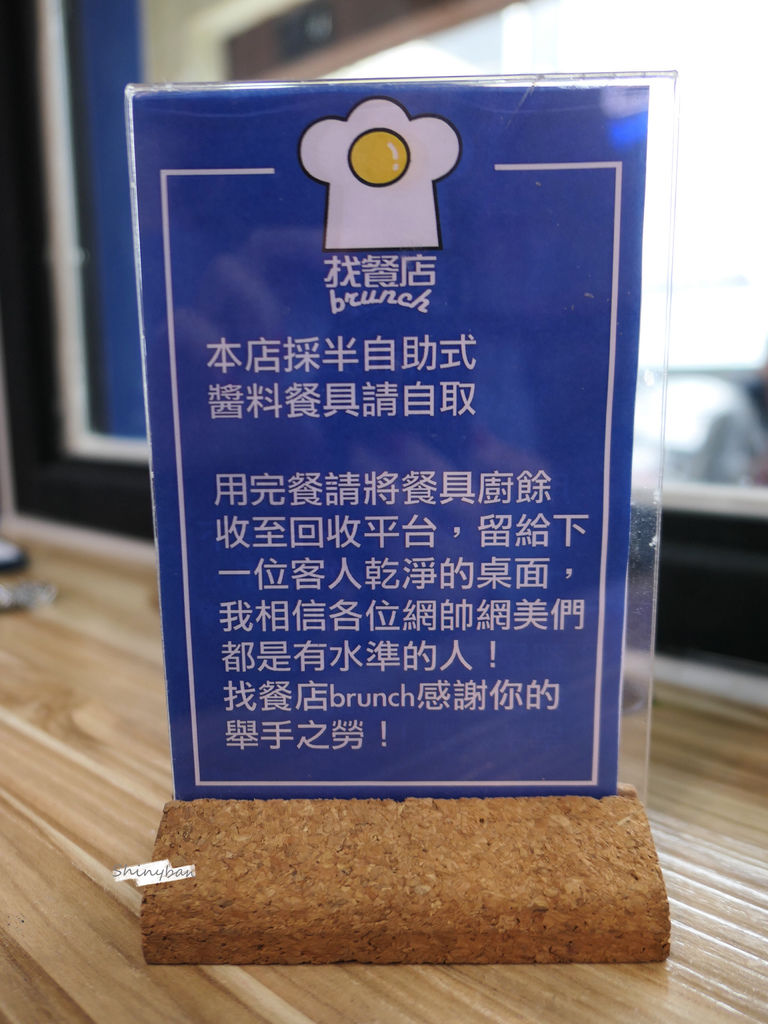 找餐店
brunch
本店採半自助式
醬料餐具請自取
用完餐請將餐具廚餘
收至回收平台，留給下
一位客人乾淨的桌面，
我相信各位網帥網美們
都是有水準的人！
找餐店brunch感謝你的
舉手之勞！
Shinyban